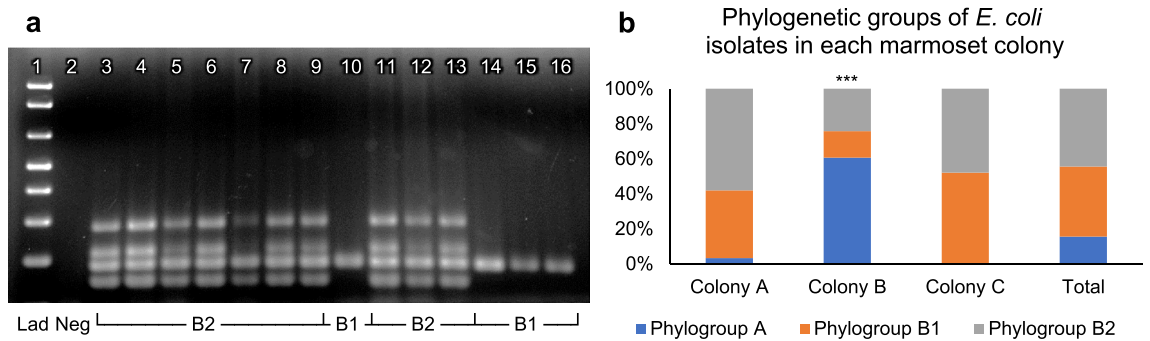 a
1 2 3 4 5 6 7 8 9 10 11 12 13 14 15 16
Lad Neg B2 B1 B2 B1
b
Phylogenetic groups of E. coli
isolates in each marmoset colony
***
100%
80%
60%
40%
20%
0%
Colony A Colony B Colony C Total
Phylogroup A Phylogroup B1 Phylogroup B2